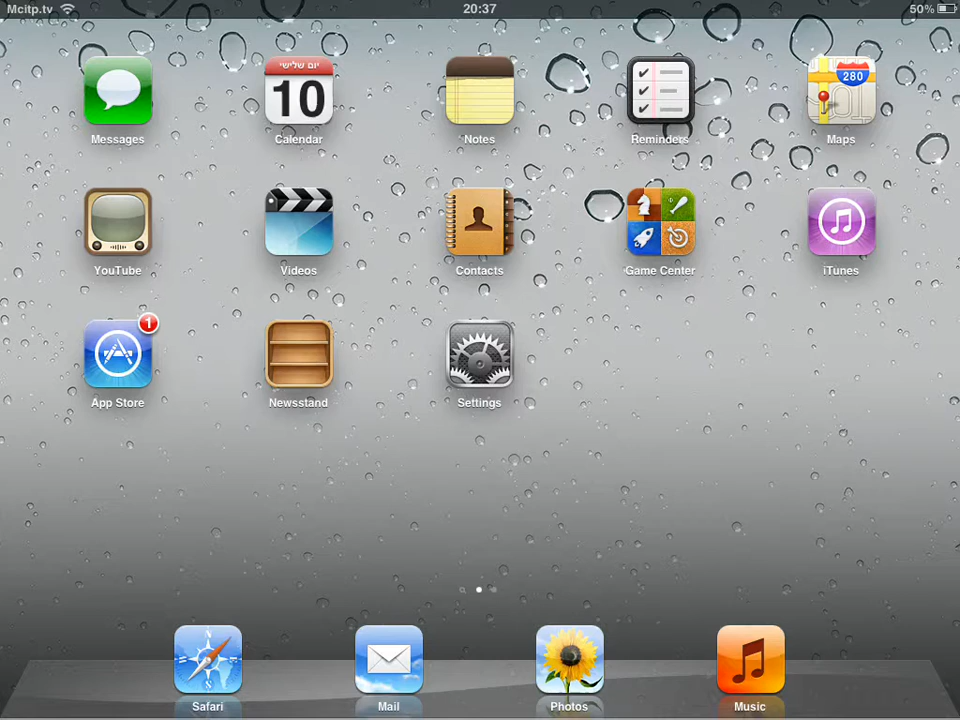 Mcitp.tv 20:37 50%
יום שלישי
10
280
Messages Calendar Notes Reminders Maps
YouTube Videos Contacts Game Center iTunes
1
App Store Newsstand Settings
Safari Mail Photos Music